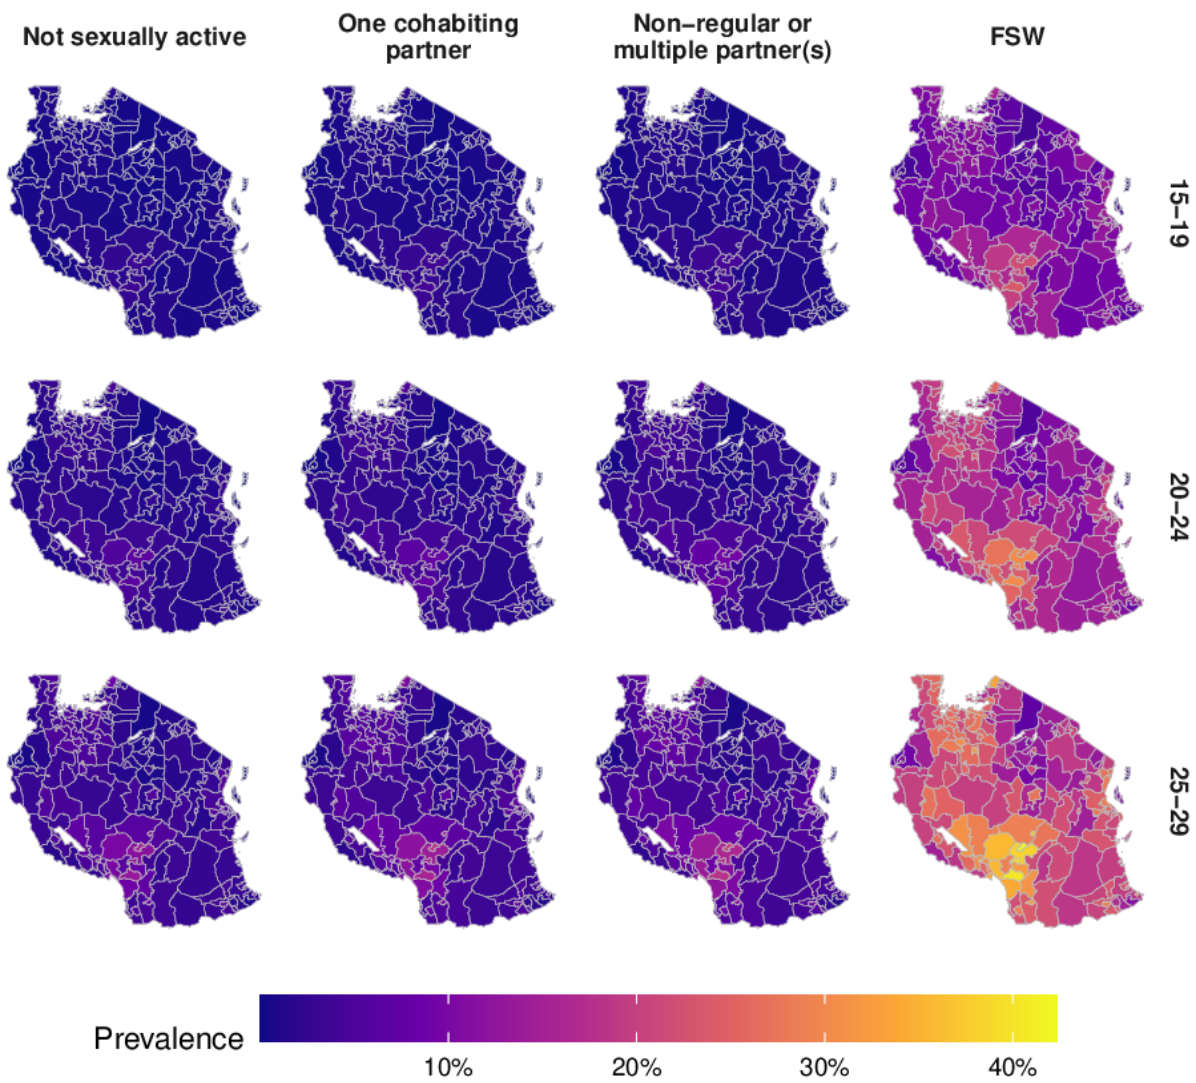 Not sexually active
One cohabiting
partner
Non−regular or
multiple partner(s)
FSW
15−19
20−24
25−29
Prevalence
10%
20%
30%
40%